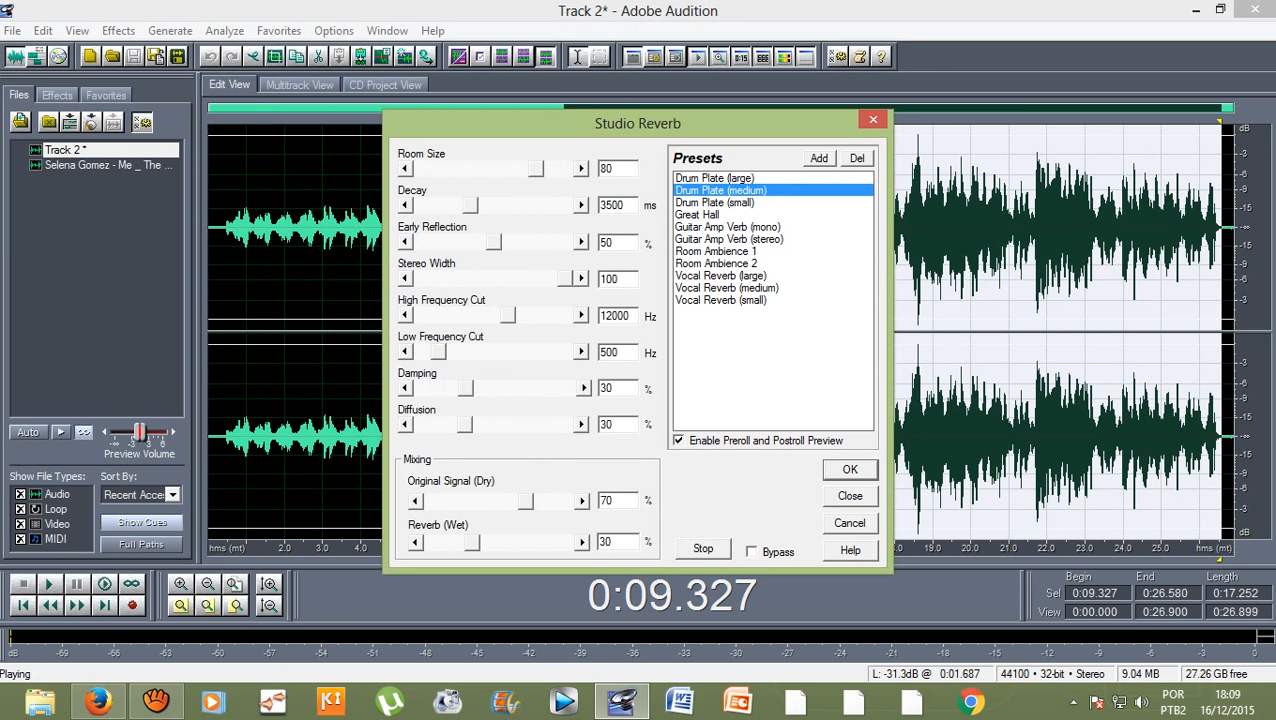 Track 2* - Adobe Audition
File Edit View Effects Generate Analyze Favorites Options Window Help
Files Effects Favorites
Edit View Multitrack View CD Project View
Track 2 *
Selena Gomez - Me _ The ...
Auto
-∞ -3 3 6
Preview Volume
Show File Types: Sort By:
Audio
Loop
Video
MIDI
Recent Acce
Show Cues
Full Paths
Studio Reverb
Room Size
80
Decay
3500 ms
Early Reflection
50 %
Stereo Width
100
High Frequency Cut
12000 Hz
Low Frequency Cut
500 Hz
Damping
30 %
Diffusion
30 %
Mixing
Original Signal (Dry)
70 %
Reverb (Wet)
30 %
Presets Add Del
Drum Plate (large)
Drum Plate (medium)
Drum Plate (small)
Great Hall
Guitar Amp Verb (mono)
Guitar Amp Verb (stereo)
Room Ambience 1
Room Ambience 2
Vocal Reverb (large)
Vocal Reverb (medium)
Vocal Reverb (small)
Enable Preroll and Postroll Preview
OK
Close
Cancel
Stop Bypass Help
dB
-3
-6
-9
-15
-∞
-15
-9
-6
-3
dB
hms (mt) 2.0 3.0 19.0 20.0 21.0 22.0 23.0 24.0 25.0 hms (mt)
0:09.327
Begin End Length
Sel 0:09.327 0:26.580 0:17.252
View 0:00.000 0:26.900 0:26.899
dB -69 -66 -63 -60 -57 -54 -51 -48 -45 -42 -39 -36 -33 -30 -27 -24 -21 -18 -15 -12 -9 -6 -3 0
Playing
L: -31.3dB @ 0:01.687 44100 • 32-bit • Stereo 9.04 MB 27.26 GB free
POR 18:09
PTB2 16/12/2015